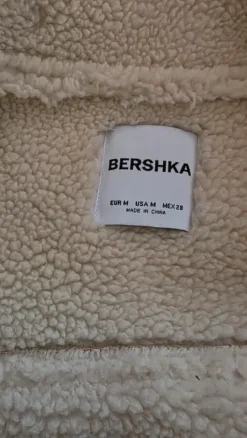 BERSHKA
EUR M USA M MEX 28
MADE IN CHINA